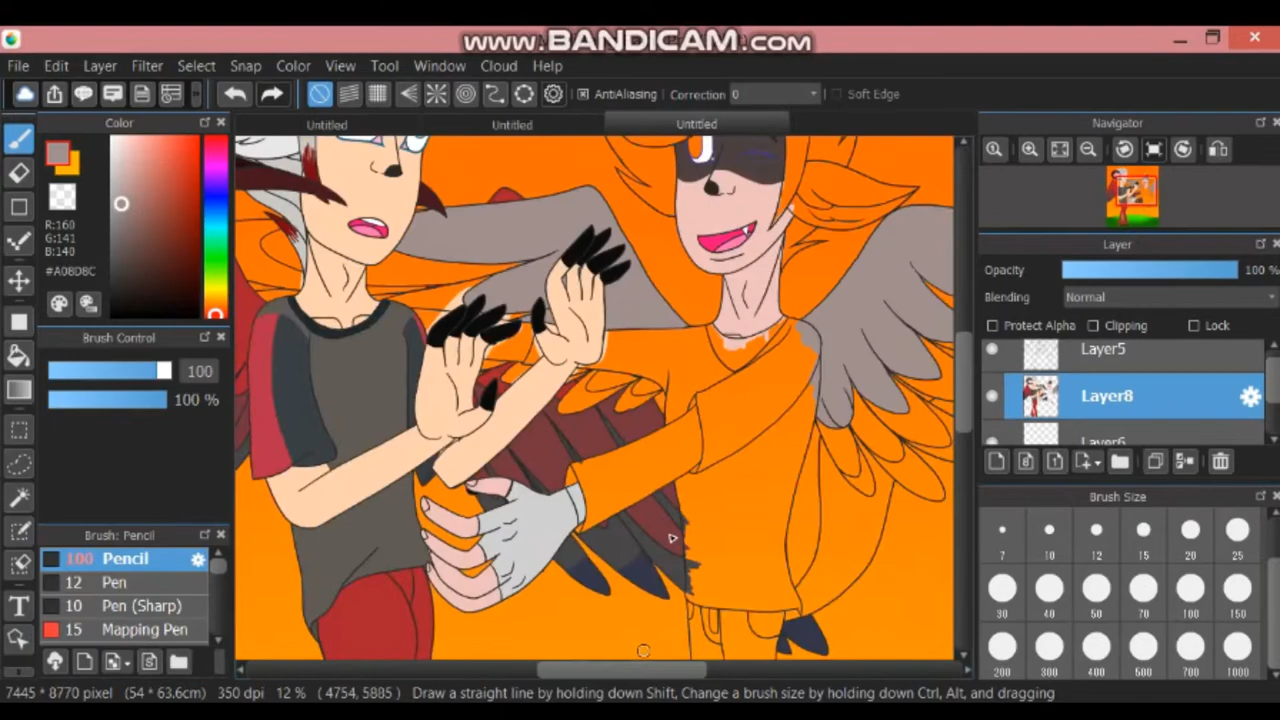 www.BANDICAM.com
File Edit Layer Filter Select Snap Color View Tool Window Cloud Help
AntiAliasing Correction 0 Soft Edge
Color
Untitled Untitled Untitled
Navigator
R:160
G:141
B:140
#A08D8C
Layer
Opacity 100 %
Blending Normal
Protect Alpha Clipping Lock
Brush Control
Layer5
100
100 %
Layer8
Layer6
Brush Size
Brush: Pencil
100 Pencil
12 Pen
10 Pen (Sharp)
15 Mapping Pen
7 10 12 15 20 25
30 40 50 70 100 150
200 300 400 500 700 1000
7445 * 8770 pixel (54 * 63.6cm) 350 dpi 12 % ( 4754, 5885 ) Draw a straight line by holding down Shift, Change a brush size by holding down Ctrl, Alt, and dragging